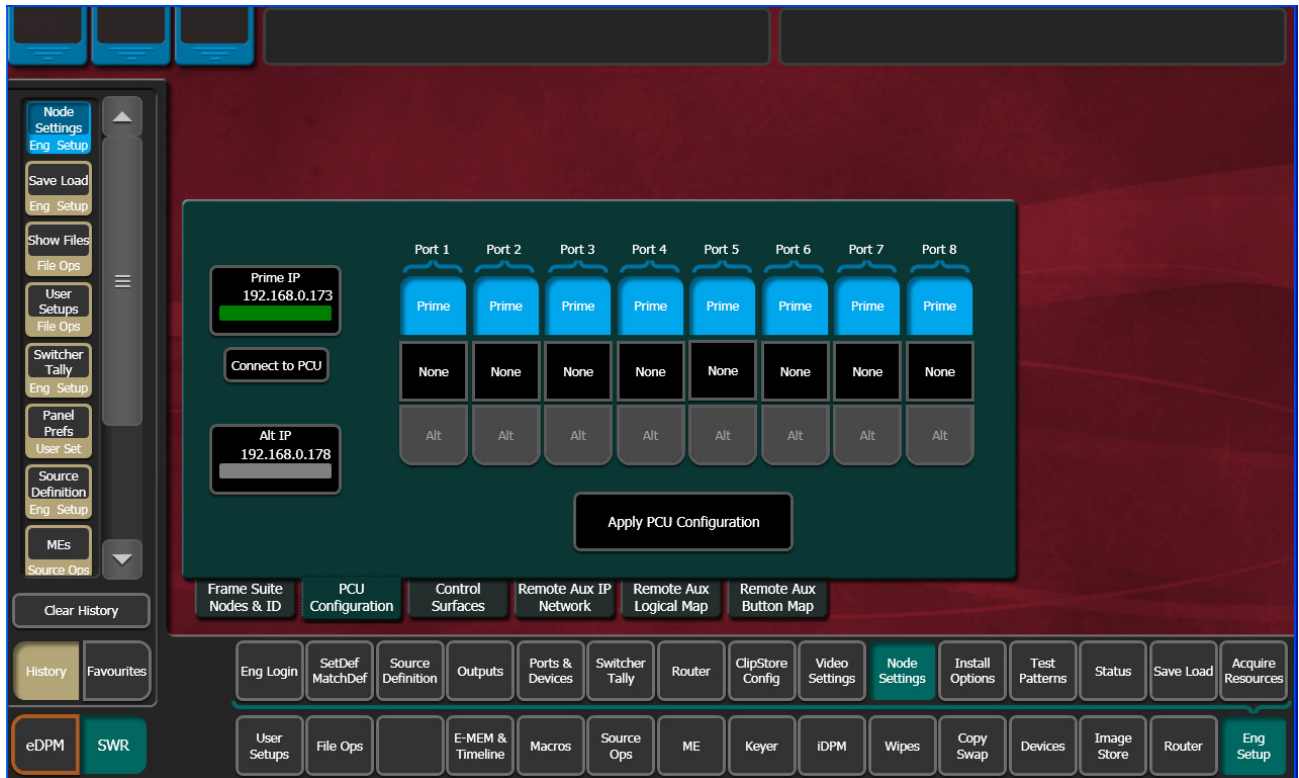 Node
Settings
Eng Setup
Save Load
Eng Setup
Show Files
File Ops
User
Setups
File Ops
Switcher
Tally
Eng Setup
Panel
Prefs
User Set
Source
Definition
Eng Setup
MEs
Source Ops
Clear History
History
Favourites
eDPM
SWR
Port 1
Port 2
Port 3
Port 4
Port 5
Port 6
Port 7
Port 8
Prime IP
192.168.0.173
Connect to PCU
Alt IP
192.168.0.178
Prime
Prime
Prime
Prime
Prime
Prime
Prime
Prime
None
None
None
None
None
None
None
None
Alt
Alt
Alt
Alt
Alt
Alt
Alt
Alt
Apply PCU Configuration
Frame Suite
Nodes & ID
PCU
Configuration
Control
Surfaces
Remote Aux IP
Network
Remote Aux
Logical Map
Remote Aux
Button Map
Eng Login
SetDef
MatchDef
Source
Definition
Outputs
Ports &
Devices
Switcher
Tally
Router
ClipStore
Config
Video
Settings
Node
Settings
Install
Options
Test
Patterns
Status
Save Load
Acquire
Resources
User
Setups
File Ops
E-MEM &
Timeline
Macros
Source
Ops
ME
Keyer
iDPM
Wipes
Copy
Swap
Devices
Image
Store
Router
Eng
Setup